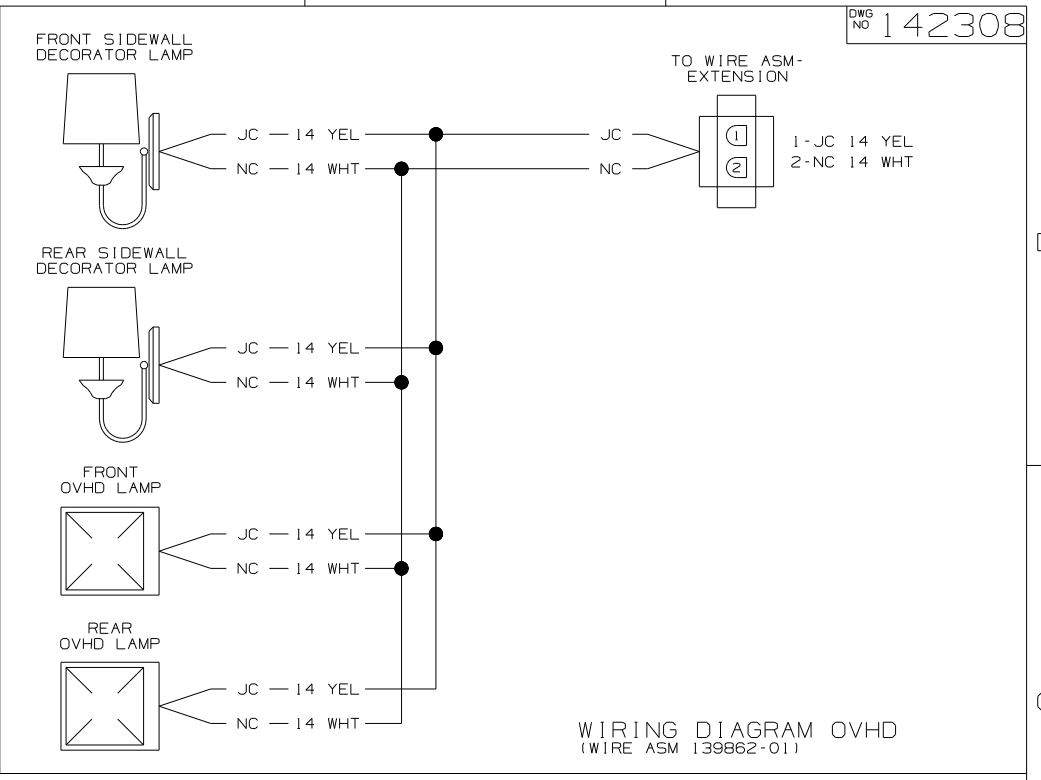 DWG
NO 142308
FRONT SIDEWALL
DECORATOR LAMP
TO WIRE ASM-
EXTENSION
JC 14 YEL
JC
1
1-JC 14 YEL
NC 14 WHT
NC
2
2-NC 14 WHT
REAR SIDEWALL
DECORATOR LAMP
JC 14 YEL
NC 14 WHT
FRONT
OVHD LAMP
JC 14 YEL
NC 14 WHT
REAR
OVHD LAMP
JC 14 YEL
NC 14 WHT
WIRING DIAGRAM OVHD
(WIRE ASM 139862-01)